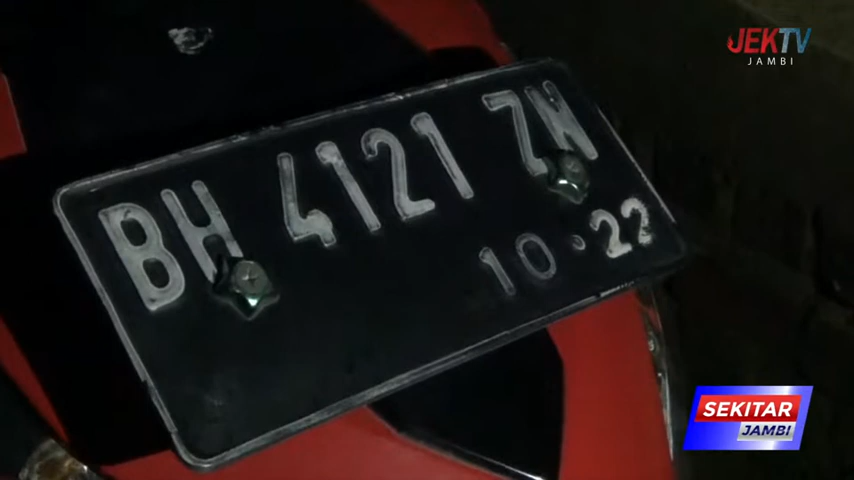 JEKTV
JAMBI
BH 4121 ZW
10·22
SEKITAR
JAMBI